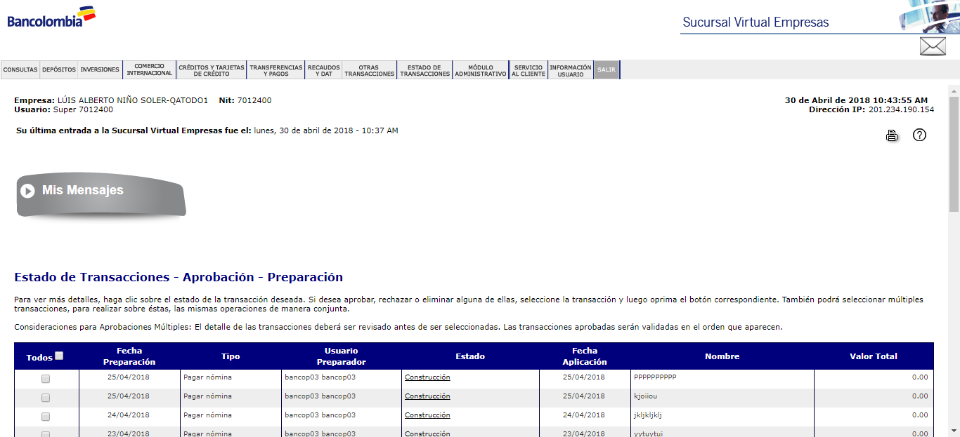 Bancolombia
Sucursal Virtual Empresas
CONSULTAS DEPÓSITOS INVERSIONES COMERCIO INTERNACIONAL CRÉDITOS Y TARJETAS DE CRÉDITO TRANSFERENCIAS Y PAGOS RECAUDOS Y DAT OTRAS TRANSACCIONES ESTADO DE TRANSACCIONES MÓDULO ADMINISTRATIVO SERVICIO AL CLIENTE INFORMACIÓN USUARIO SALIR
Empresa: LÚIS ALBERTO NIÑO SOLER-QATODO1 Nit: 7012400
30 de Abril de 2018 10:43:55 AM
Usuario: Super 7012400
Dirección IP: 201.234.190.154
Su última entrada a la Sucursal Virtual Empresas fue el: lunes, 30 de abril de 2018 - 10:37 AM
Mis Mensajes
Estado de Transacciones - Aprobación - Preparación
Para ver más detalles, haga clic sobre el estado de la transacción deseada. Si desea aprobar, rechazar o eliminar alguna de ellas, seleccione la transacción y luego oprima el botón correspondiente. También podrá seleccionar múltiples
transacciones, para realizar sobre éstas, las mismas operaciones de manera conjunta.
Consideraciones para Aprobaciones Múltiples: El detalle de las transacciones deberá ser revisado antes de ser seleccionadas. Las transacciones aprobadas serán validadas en el orden que aparecen.
Todos Fecha Preparación Tipo Usuario Preparador Estado Fecha Aplicación Nombre Valor Total
25/04/2018 Pagar nómina bancop03 bancop03 Construcción 25/04/2018 PPPPPPPPPP 0.00
25/04/2018 Pagar nómina bancop03 bancop03 Construcción 25/04/2018 kjoiiou 0.00
24/04/2018 Pagar nómina bancop03 bancop03 Construcción 24/04/2018 jkljkljklj 0.00
23/04/2018 Pagar nómina bancop03 bancop03 Construcción 23/04/2018 yytuytui 0.00